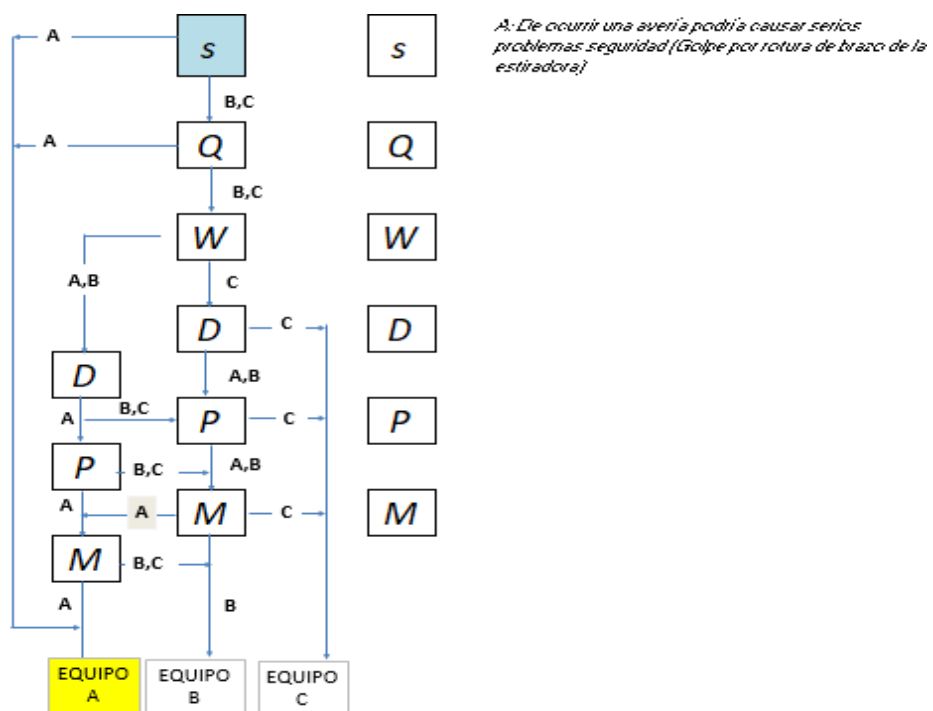 A
s
s
A: De ocurrir una avería podría causar serios
problemas seguridad (Golpe por rotura de brazo de la
estiradora)
B,C
A
Q
Q
B,C
W
W
A,B
C
D
C
D
D
A,B
A
B,C
P
C
P
P
B,C
A,B
A
A
M
C
M
M
B,C
A
B
EQUIPO
A
EQUIPO
B
EQUIPO
C